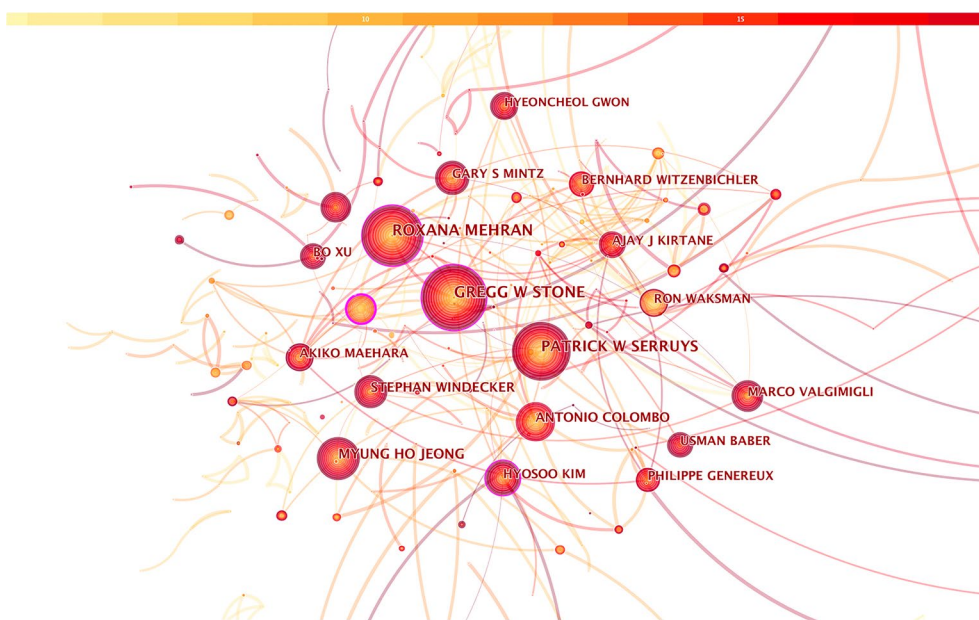 10
15
HYEONCHEOL GWON
GARY S MINTZ
BERNHARD WITZENBICHLER
ROXANA MEHRAN
AJAY J KIRTANE
BO XU
GREGG W STONE
RON WAKSMAN
PATRICK W SERRUYS
AKIKO MAEHARA
STEPHAN WINDECKER
MARCO VALGIMIGLI
ANTONIO COLOMBO
USMAN BABER
MYUNG HO JEONG
HYOSOO KIM
PHILIPPE GENEREUX